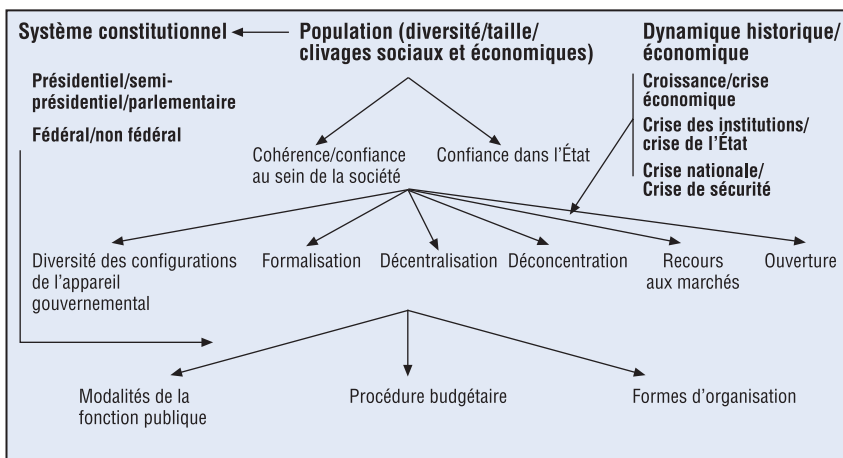 Système constitutionnel
Population (diversité/taille/
clivages sociaux et économiques)
Dynamique historique/
économique
Présidentiel/semi-
présidentiel/parlementaire
Fédéral/non fédéral
Croissance/crise
économique
Crise des institutions/
crise de l’État
Crise nationale/
Crise de sécurité
Cohérence/confiance
au sein de la société
Confiance dans l’État
Diversité des configurations
de l’appareil
gouvernemental
Formalisation
Décentralisation
Déconcentration
Recours
aux marchés
Ouverture
Modalités de la
fonction publique
Procédure budgétaire
Formes d’organisation